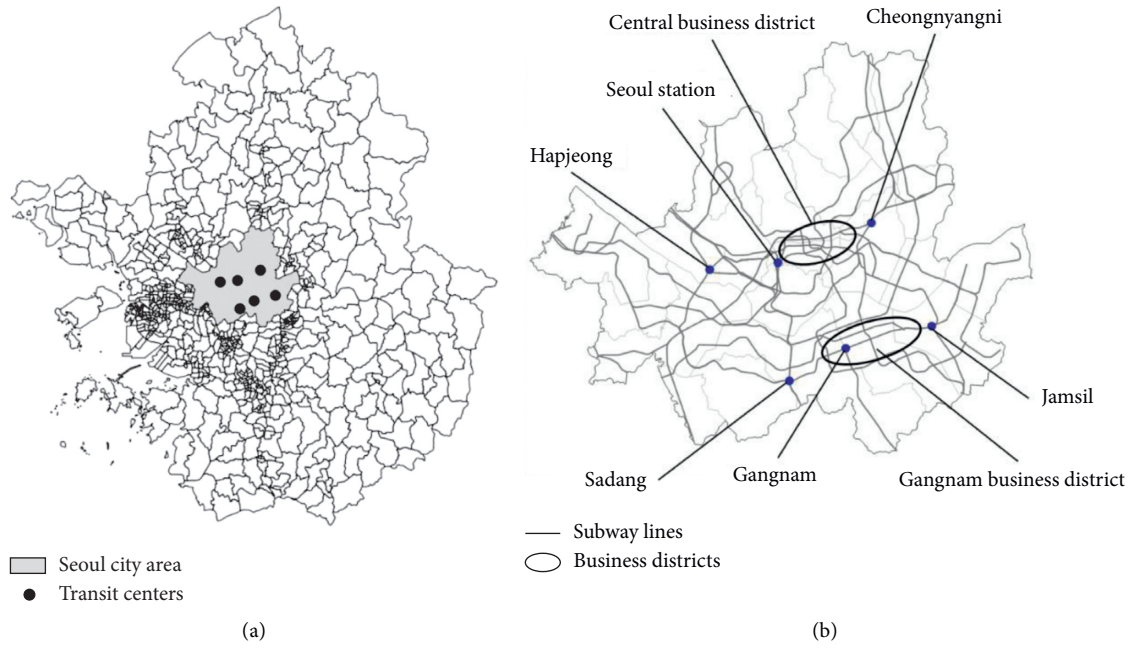 Central business district
Cheongnyangni
Seoul station
Hapjeong
Jamsil
Sadang
Gangnam
Gangnam business district
Subway lines
Business districts
Seoul city area
Transit centers
(a)
(b)